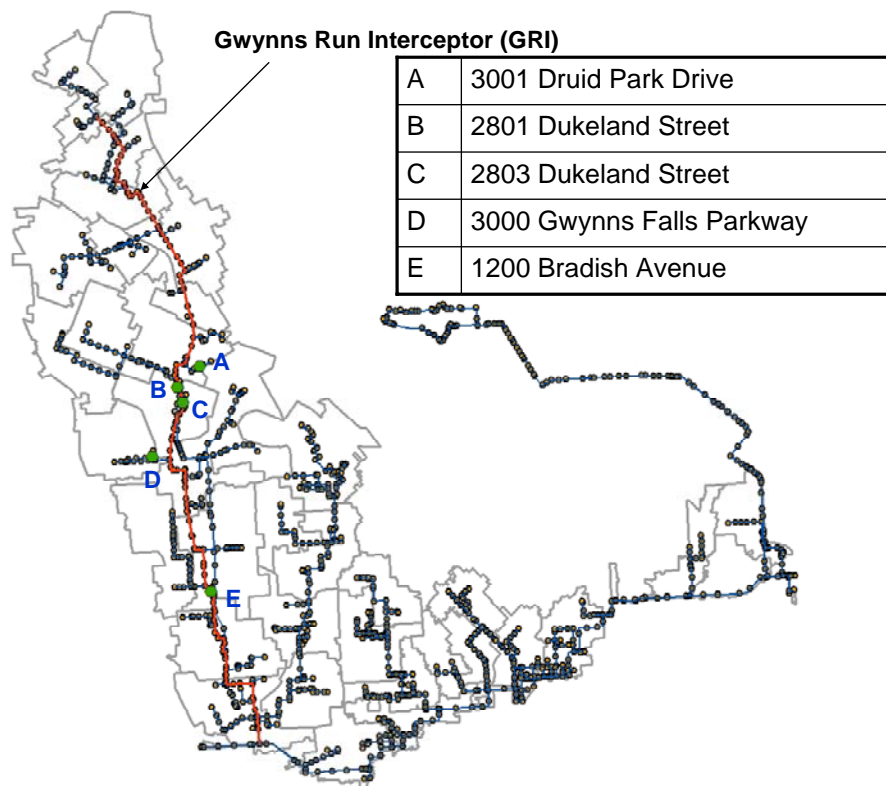 Gwynns Run Interceptor (GRI)
A 3001 Druid Park Drive
B 2801 Dukeland Street
C 2803 Dukeland Street
D 3000 Gwynns Falls Parkway
E 1200 Bradish Avenue
A
B
C
D
E